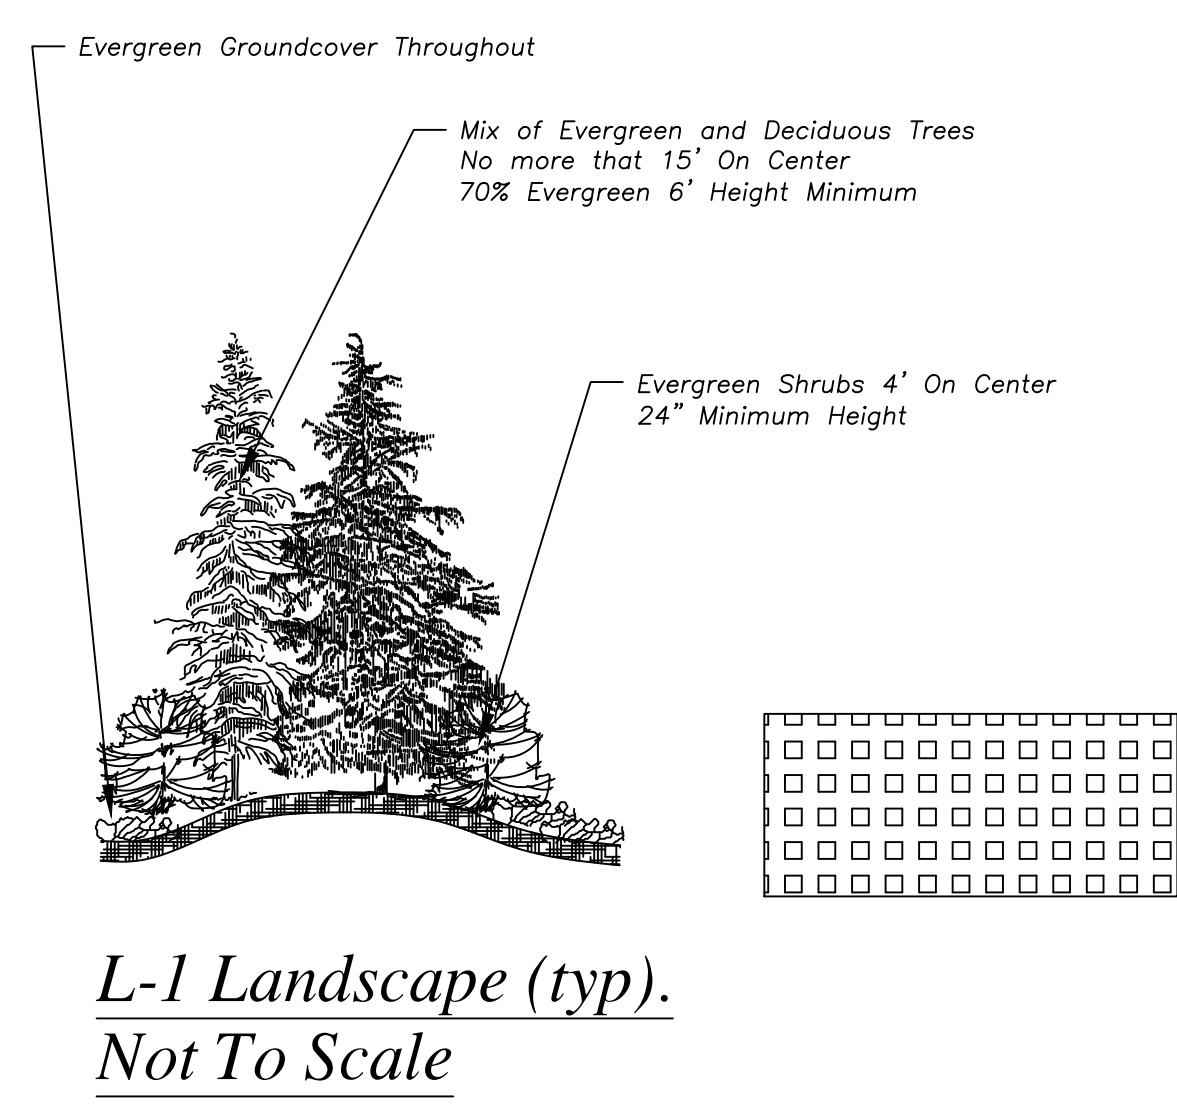 Evergreen Groundcover Throughout
Mix of Evergreen and Deciduous Trees
No more that 15' On Center
70% Evergreen 6' Height Minimum
Evergreen Shrubs 4' On Center
24" Minimum Height
L-1 Landscape (typ).
Not To Scale